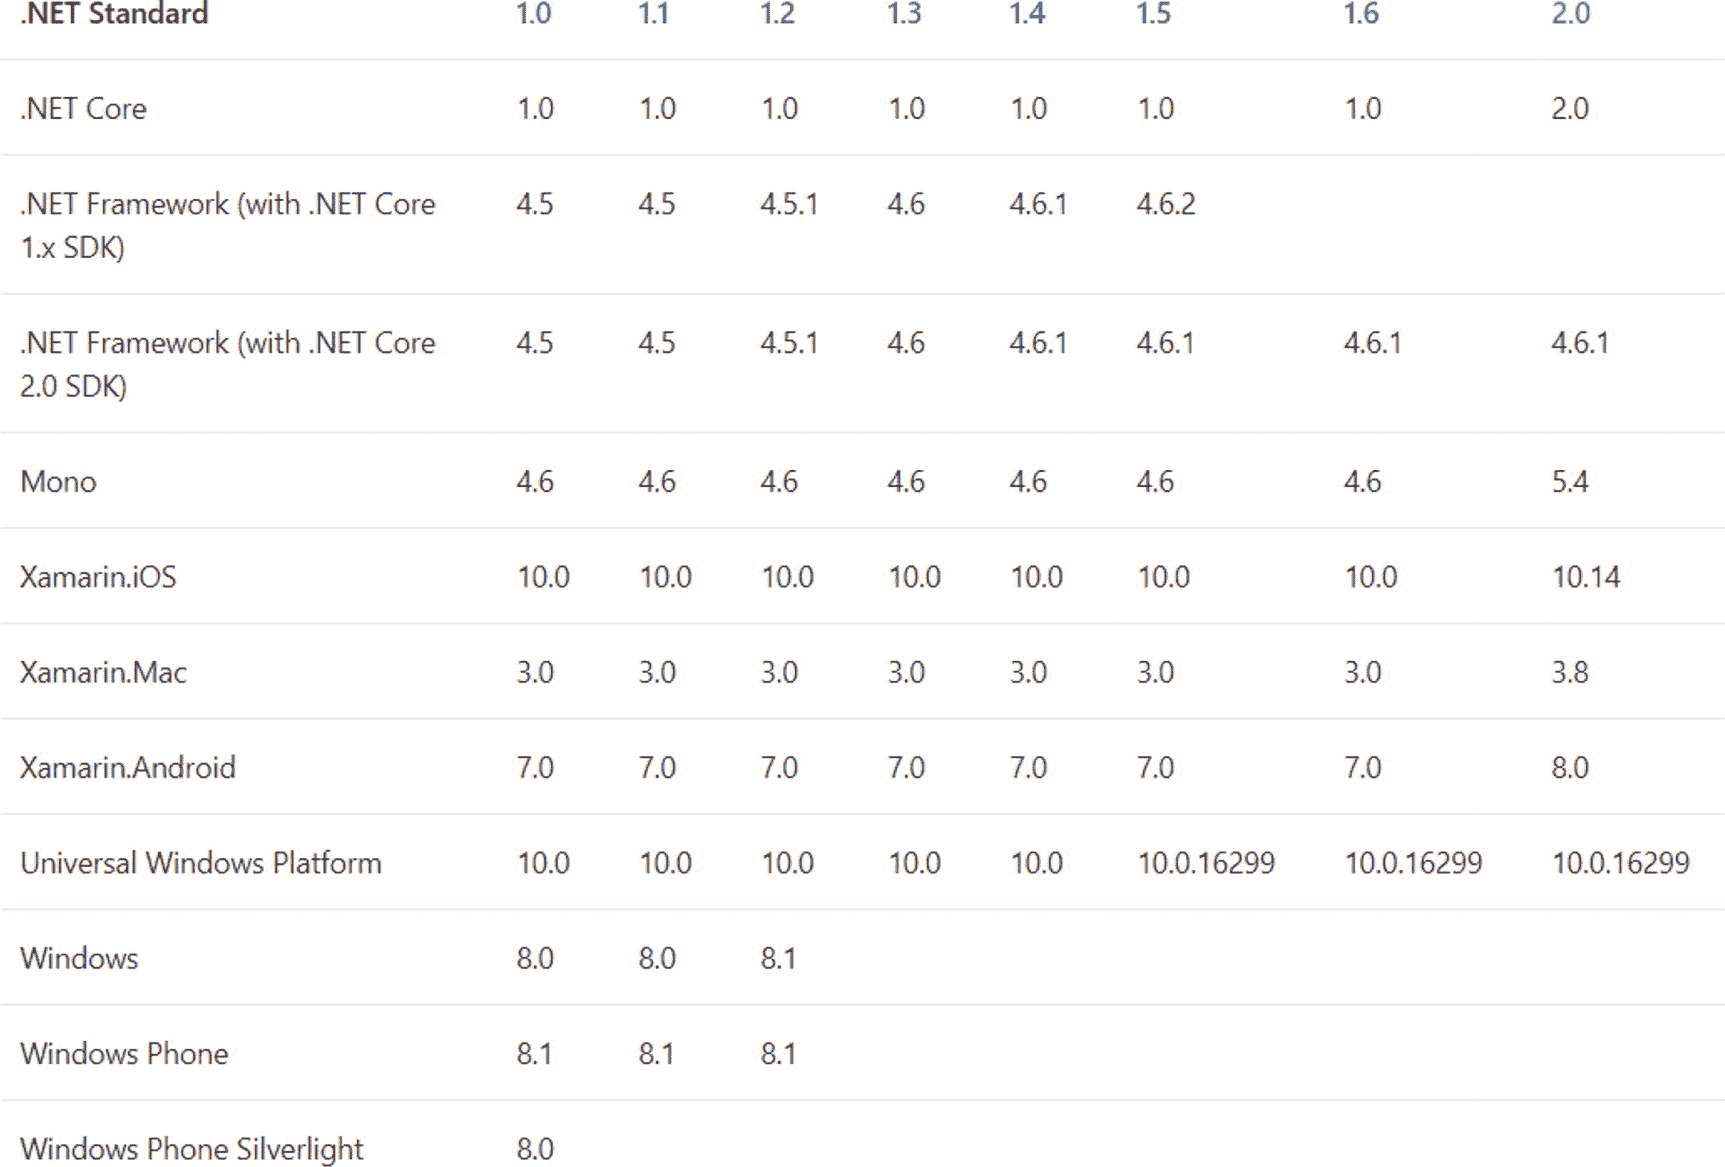 .NET Standard 1.0 1.1 1.2 1.3 1.4 1.5 1.6 2.0
.NET Core 1.0 1.0 1.0 1.0 1.0 1.0 1.0 2.0
.NET Framework (with .NET Core 4.5 4.5 4.5.1 4.6 4.6.1 4.6.2
1.x SDK)
.NET Framework (with .NET Core 4.5 4.5 4.5.1 4.6 4.6.1 4.6.1 4.6.1 4.6.1
2.0 SDK)
Mono 4.6 4.6 4.6 4.6 4.6 4.6 4.6 5.4
Xamarin.iOS 10.0 10.0 10.0 10.0 10.0 10.0 10.0 10.14
Xamarin.Mac 3.0 3.0 3.0 3.0 3.0 3.0 3.0 3.8
Xamarin.Android 7.0 7.0 7.0 7.0 7.0 7.0 7.0 8.0
Universal Windows Platform 10.0 10.0 10.0 10.0 10.0 10.0.16299 10.0.16299 10.0.16299
Windows 8.0 8.0 8.1
Windows Phone 8.1 8.1 8.1
Windows Phone Silverlight 8.0